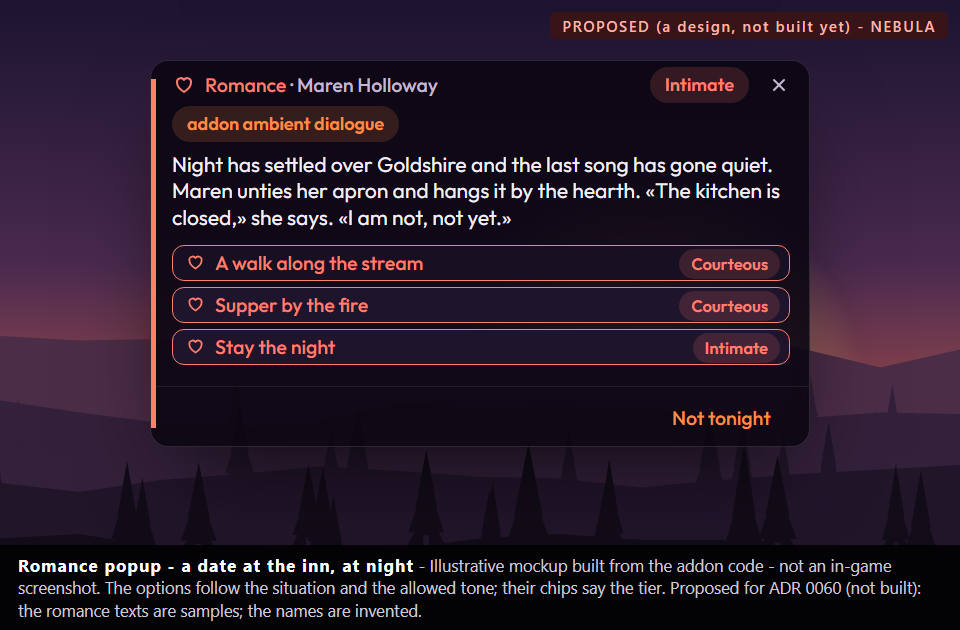 PROPOSED (a design, not built yet) - NEBULA
Romance · Maren Holloway
Intimate
addon ambient dialogue
Night has settled over Goldshire and the last song has gone quiet.
Maren unties her apron and hangs it by the hearth. «The kitchen is
closed,» she says. «I am not, not yet.»
A walk along the stream
Courteous
Supper by the fire
Courteous
Stay the night
Intimate
Not tonight
Romance popup - a date at the inn, at night - Illustrative mockup built from the addon code - not an in-game
screenshot. The options follow the situation and the allowed tone; their chips say the tier. Proposed for ADR 0060 (not built):
the romance texts are samples; the names are invented.